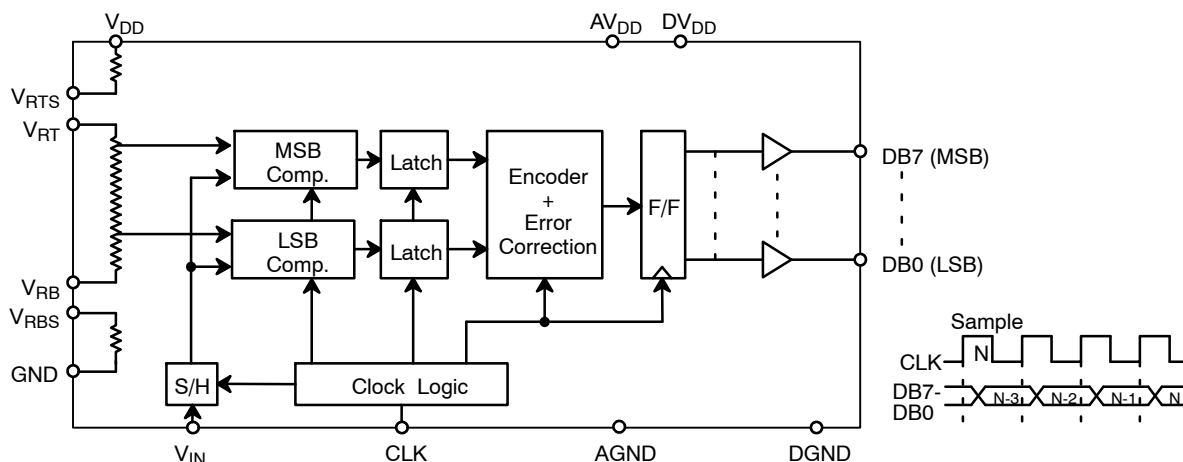 VDD
AVDD
DVDD
VRTS
VRT
MSB
Comp.
Latch
Encoder
+
Error
Correction
F/F
DB7 (MSB)
LSB
Comp.
Latch
DB0 (LSB)
VRB
VRBS
GND
S/H
Clock Logic
VIN
CLK
AGND
DGND
Sample
CLK
N
DB7-
DB0
N-3
N-2
N-1
N